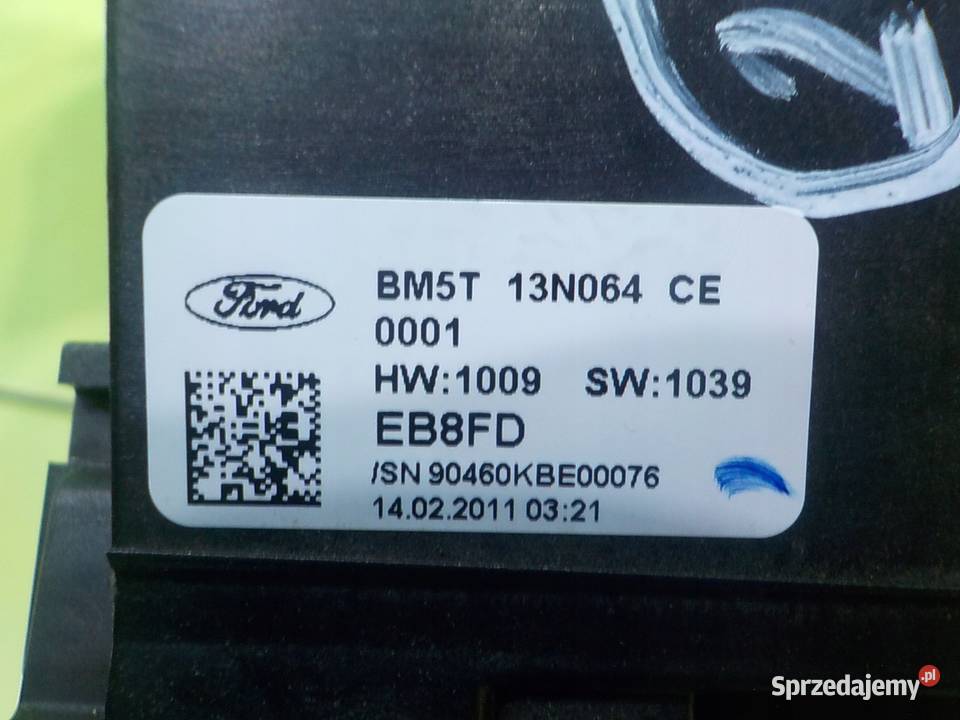 Ford
BM5T 13N064 CE
0001
HW:1009 SW:1039
EB8FD
/SN 90460KBE00076
14.02.2011 03:21
Sprzedajemy.pl